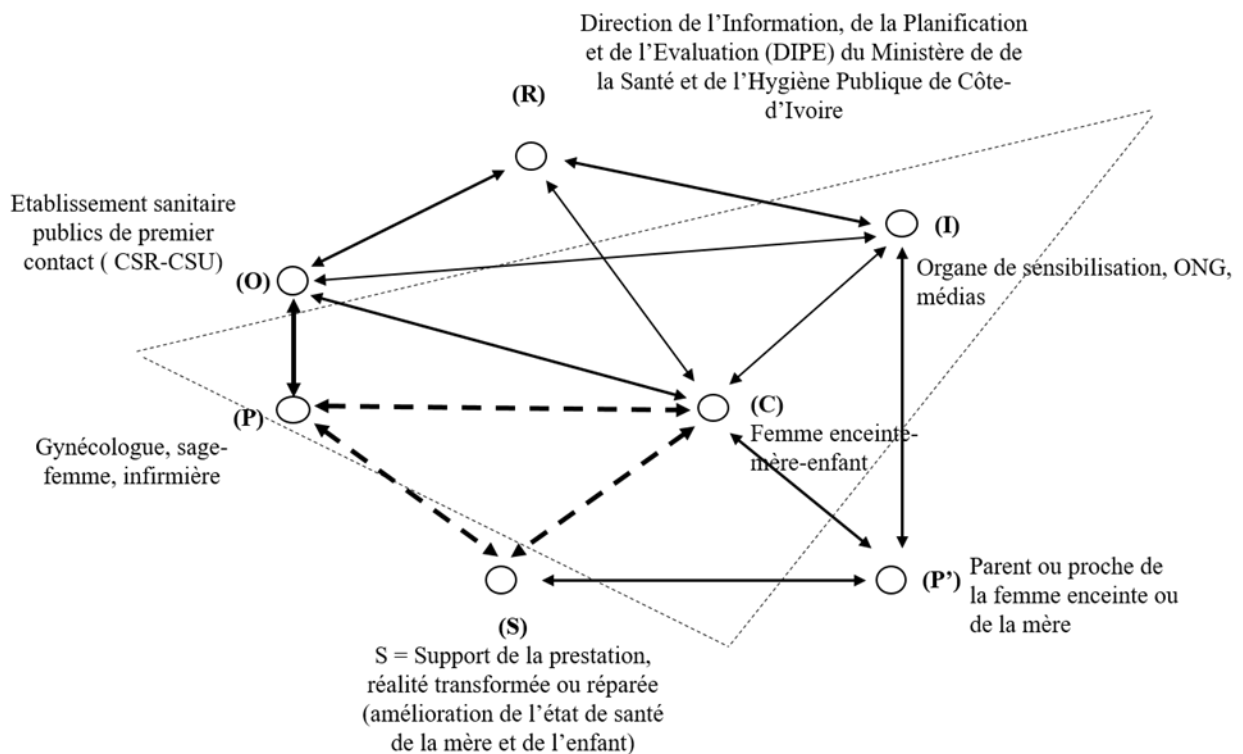 Direction de l’Information, de la Planification
et de l’Evaluation (DIPE) du Ministère de de
la Santé et de l’Hygiène Publique de Côte-
d’Ivoire
(R)
Etablissement sanitaire
publics de premier
contact ( CSR-CSU)
(I)
(O)
Organe de sensibilisation, ONG,
médias
(P)
(C)
Gynécologue, sage-
femme, infirmière
Femme enceinte-
mère-enfant
(P’)
Parent ou proche de
la femme enceinte ou
de la mère
(S)
S = Support de la prestation,
réalité transformée ou réparée
(amélioration de l’état de santé
de la mère et de l’enfant)